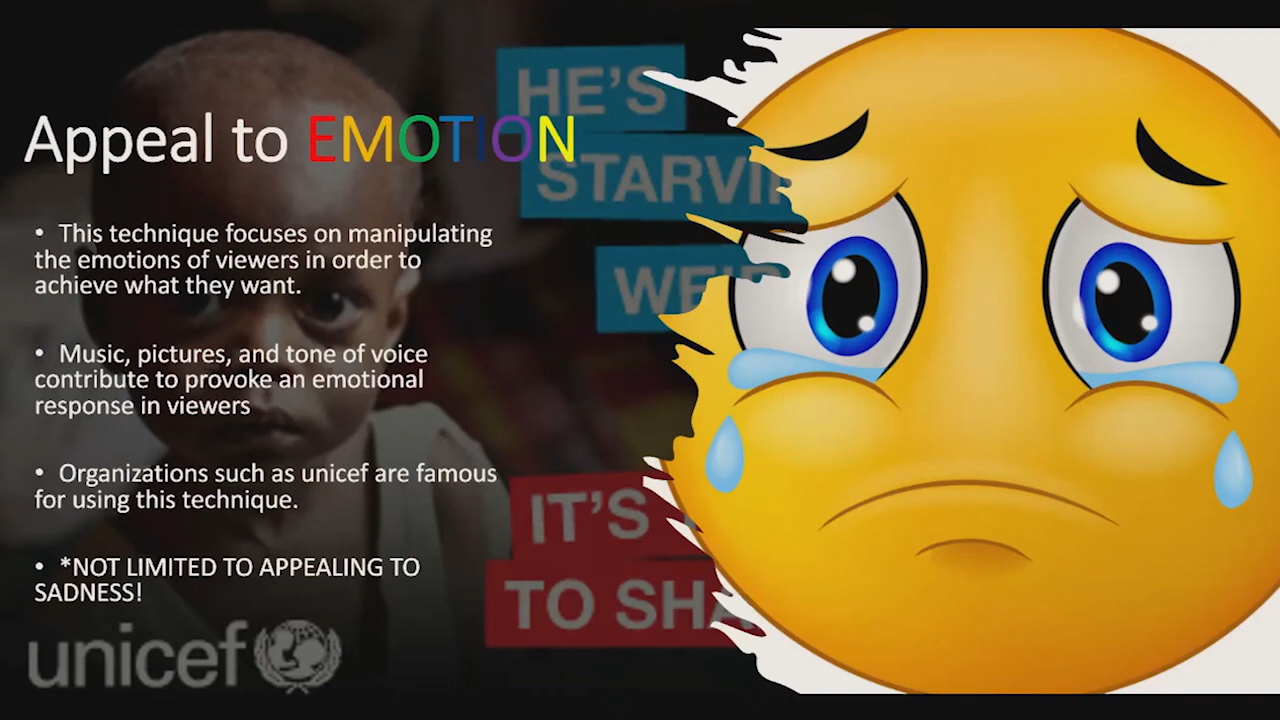 HE'S
Appeal to EMOTION
• This technique focuses on manipulating
the emotions of viewers in order to
achieve what they want.
• Music, pictures, and tone of voice
contribute to provoke an emotional
response in viewers
• Organizations such as unicef are famous
for using this technique.
• *NOT LIMITED TO APPEALING TO
SADNESS!
IT'S
TO
unicef